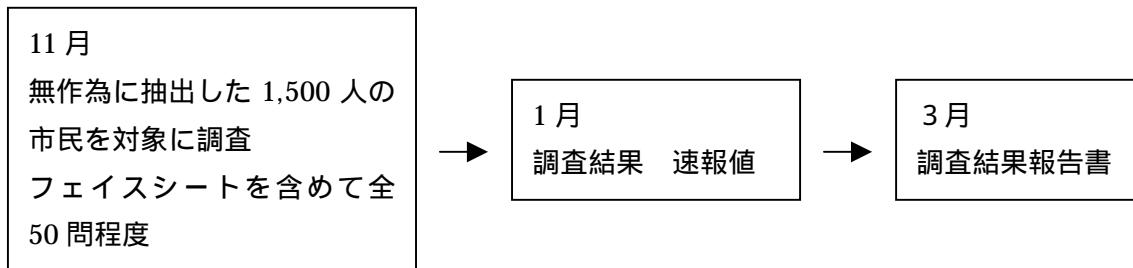 11 月
無作為に抽出した 1,500 人の
市民を対象に調査
フェイスシートを含めて全
50 問程度
1 月
調査結果　速報値
３月
調査結果報告書